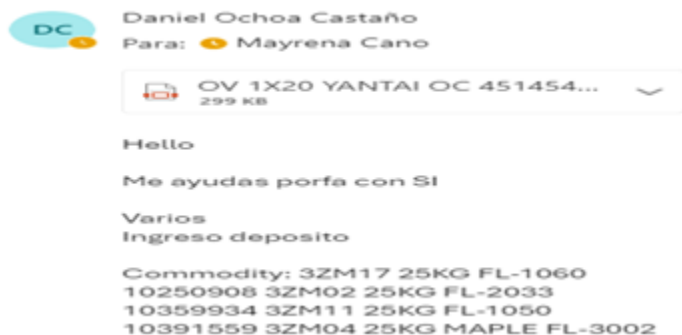 DC
Daniel Ochoa Castaño
Para: Mayrena Cano
OV 1X20 YANTAI OC 451454...
299 KB
Hello
Me ayudas porfa con SI
Varios
Ingreso deposito
Commodity: 3ZM17 25KG FL-1060
10250908 3ZM02 25KG FL-2033
10359934 3ZM11 25KG FL-1050
10391559 3ZM04 25KG MAPLE FL-3002